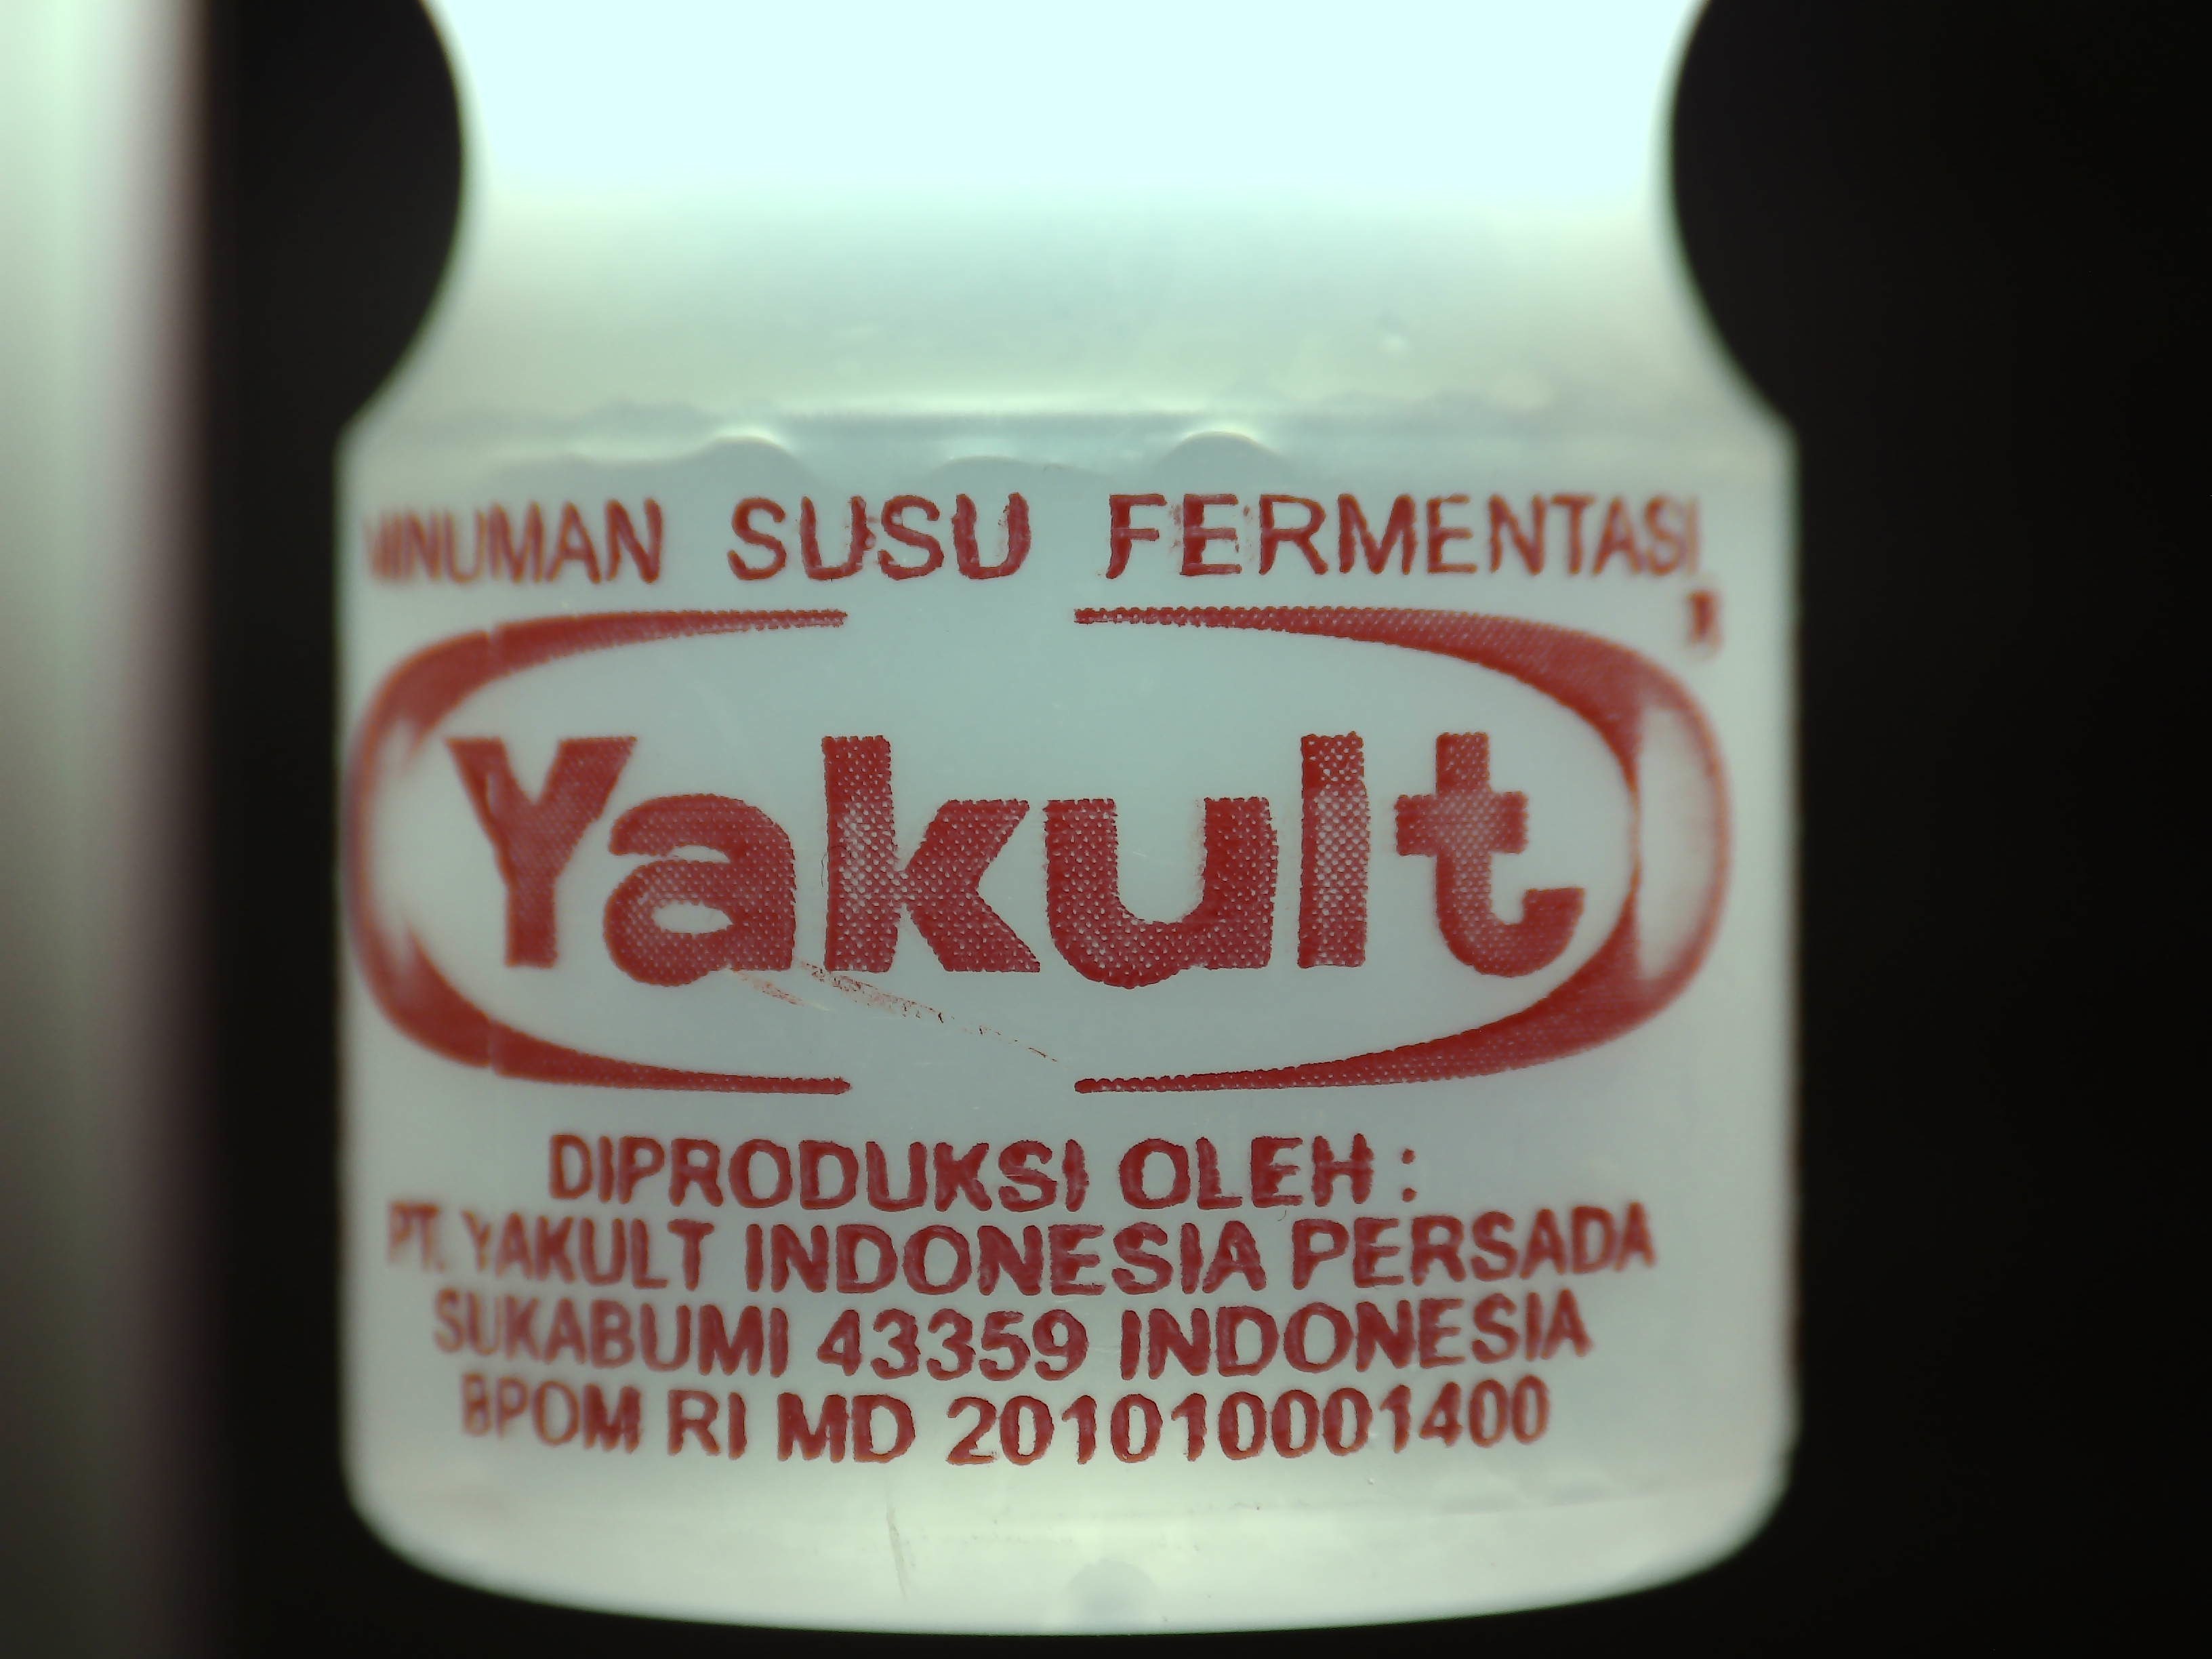 MINUMAN SUSU FERMENTASI
Yakult
DIPRODUKSI OLEH :
PT. YAKULT INDONESIA PERSADA
SUKABUMI 43359 INDONESIA
BPOM RI MD 201010001400